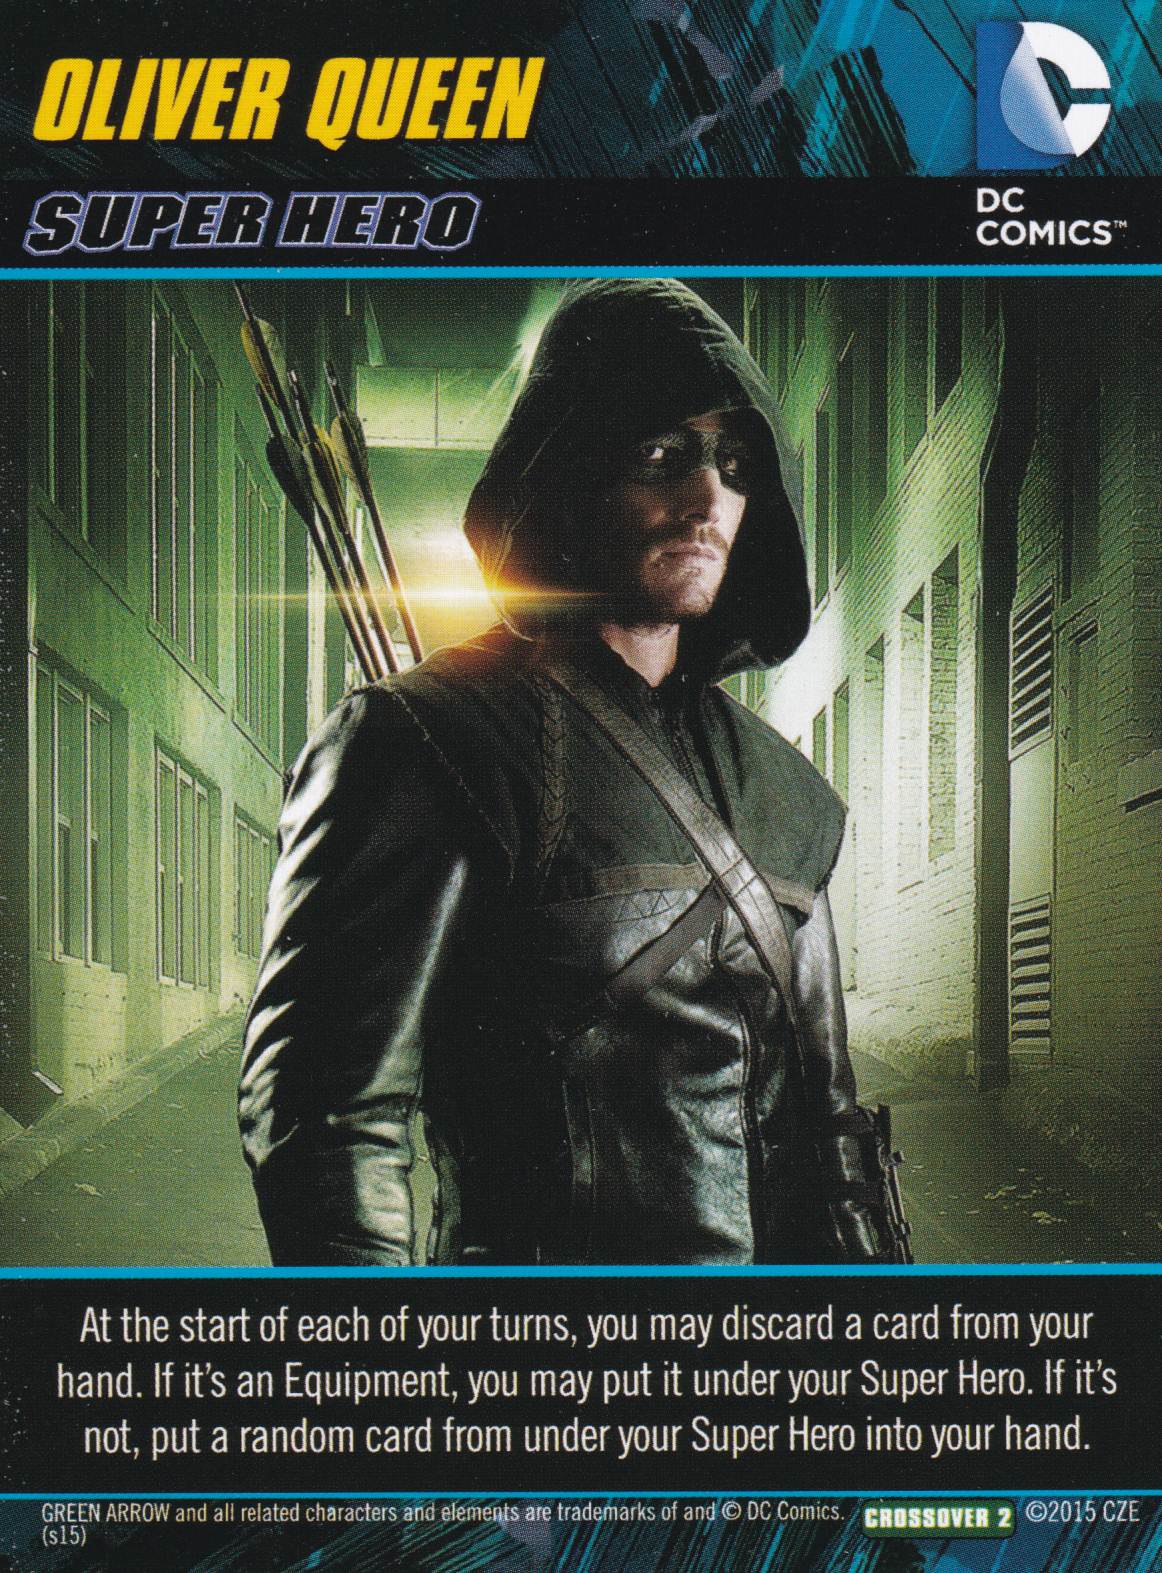 OLIVER QUEEN
SUPER HERO
DC
COMICS™
At the start of each of your turns, you may discard a card from your
hand. If it's an Equipment, you may put it under your Super Hero. If it's
not, put a random card from under your Super Hero into your hand.
GREEN ARROW and all related characters and elements are trademarks of and © DC Comics.
(s15)
CROSSOVER 2
©2015 CZE